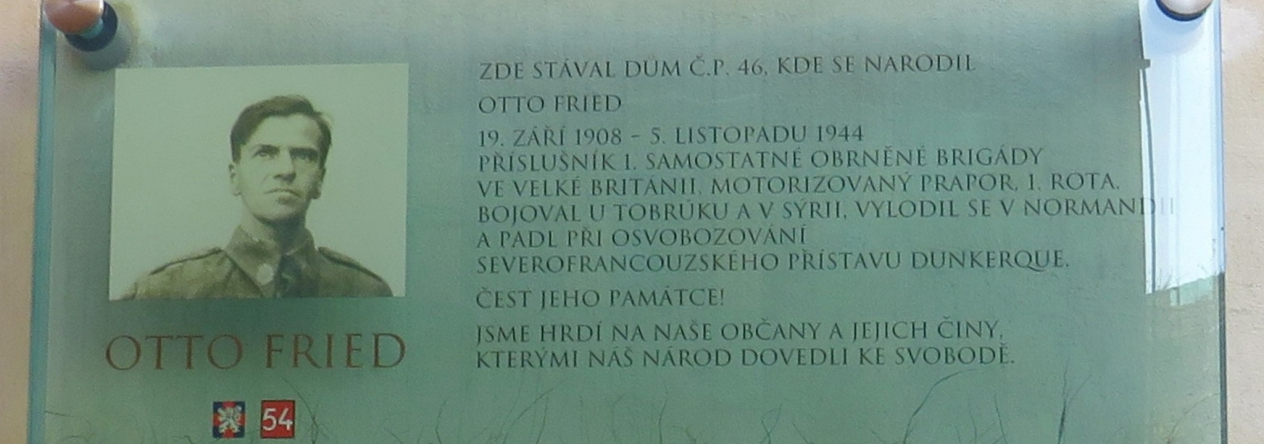 ZDE STÁVAL DŮM Č.P. 46, KDE SE NARODIL
OTTO FRIED
19. ZÁŘÍ 1908 – 5. LISTOPADU 1944
PŘÍSLUŠNÍK 1. SAMOSTATNÉ OBRNĚNÉ BRIGÁDY
VE VELKÉ BRITÁNII, MOTORIZOVANÝ PRAPOR, 1. ROTA.
BOJOVAL U TOBRÚKU A V SÝRII, VYLODIL SE V NORMANDII
A PADL PŘI OSVOBOZOVÁNÍ
SEVEROFRANCOUZSKÉHO PŘÍSTAVU DUNKERQUE.
ČEST JEHO PAMÁTCE!
JSME HRDÍ NA NAŠE OBČANY A JEJICH ČINY,
KTERÝMI NÁŠ NÁROD DOVEDLI KE SVOBODĚ.
OTTO FRIED
54